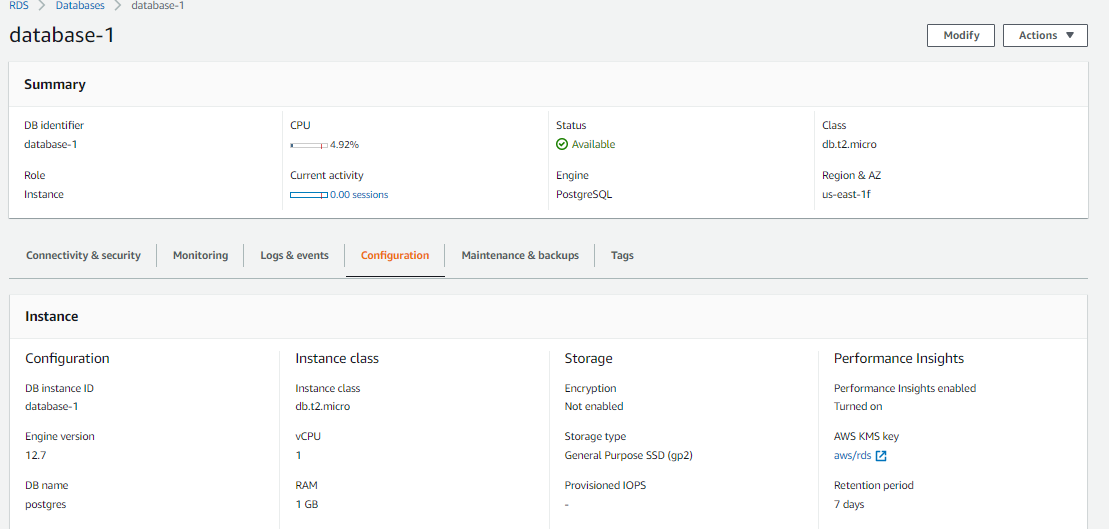 RDS > Databases > database-1
database-1
Modify
Actions ▼
Summary
DB identifier
database-1
CPU
4.92%
Status
Available
Class
db.t2.micro
Role
Instance
Current activity
0.00 sessions
Engine
PostgreSQL
Region & AZ
us-east-1f
Connectivity & security
Monitoring
Logs & events
Configuration
Maintenance & backups
Tags
Instance
Configuration
DB instance ID
database-1
Engine version
12.7
DB name
postgres
Instance class
Instance class
db.t2.micro
vCPU
1
RAM
1 GB
Storage
Encryption
Not enabled
Storage type
General Purpose SSD (gp2)
Provisioned IOPS
-
Performance Insights
Performance Insights enabled
Turned on
AWS KMS key
aws/rds
Retention period
7 days